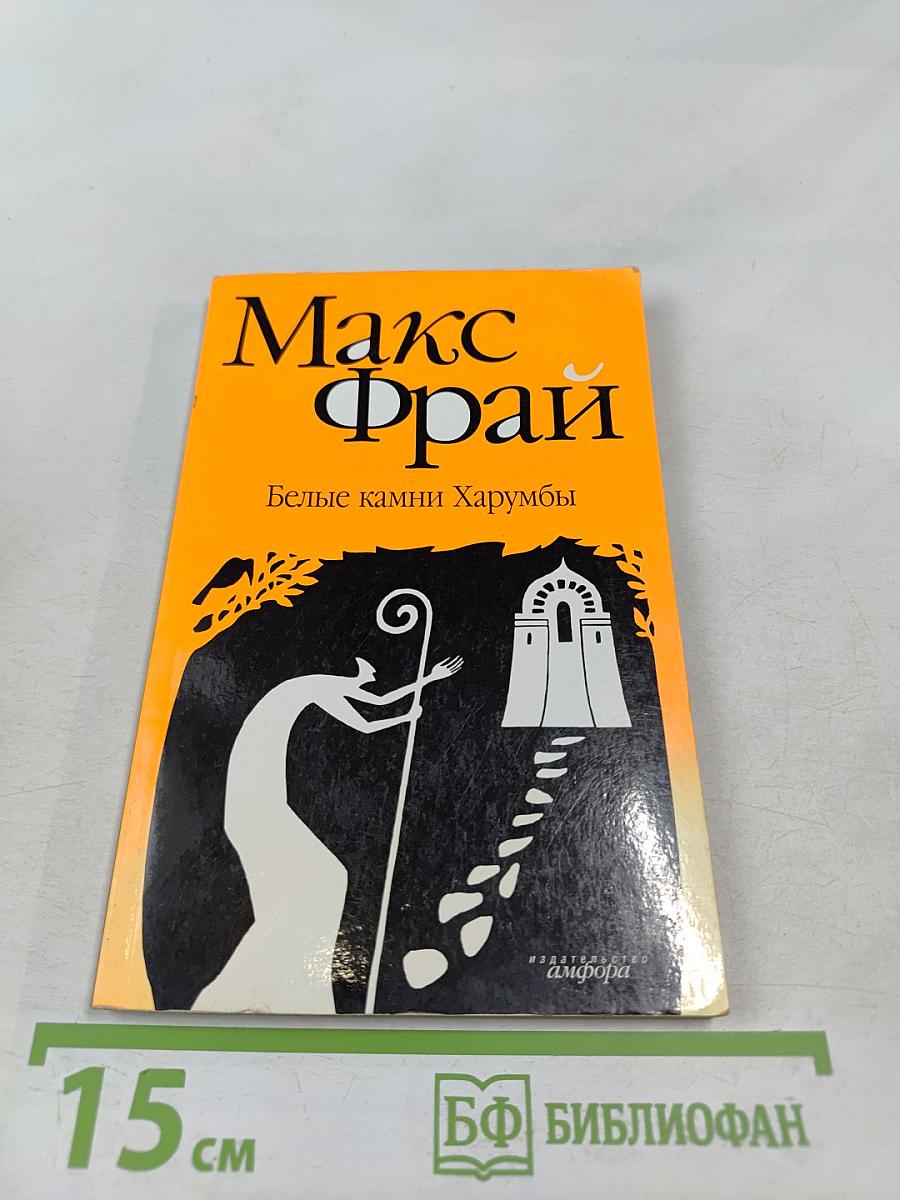 Макс
Фрай
Белые камни Харумбы
издательство
амфора
15 см
БФ БИБЛИОФАН